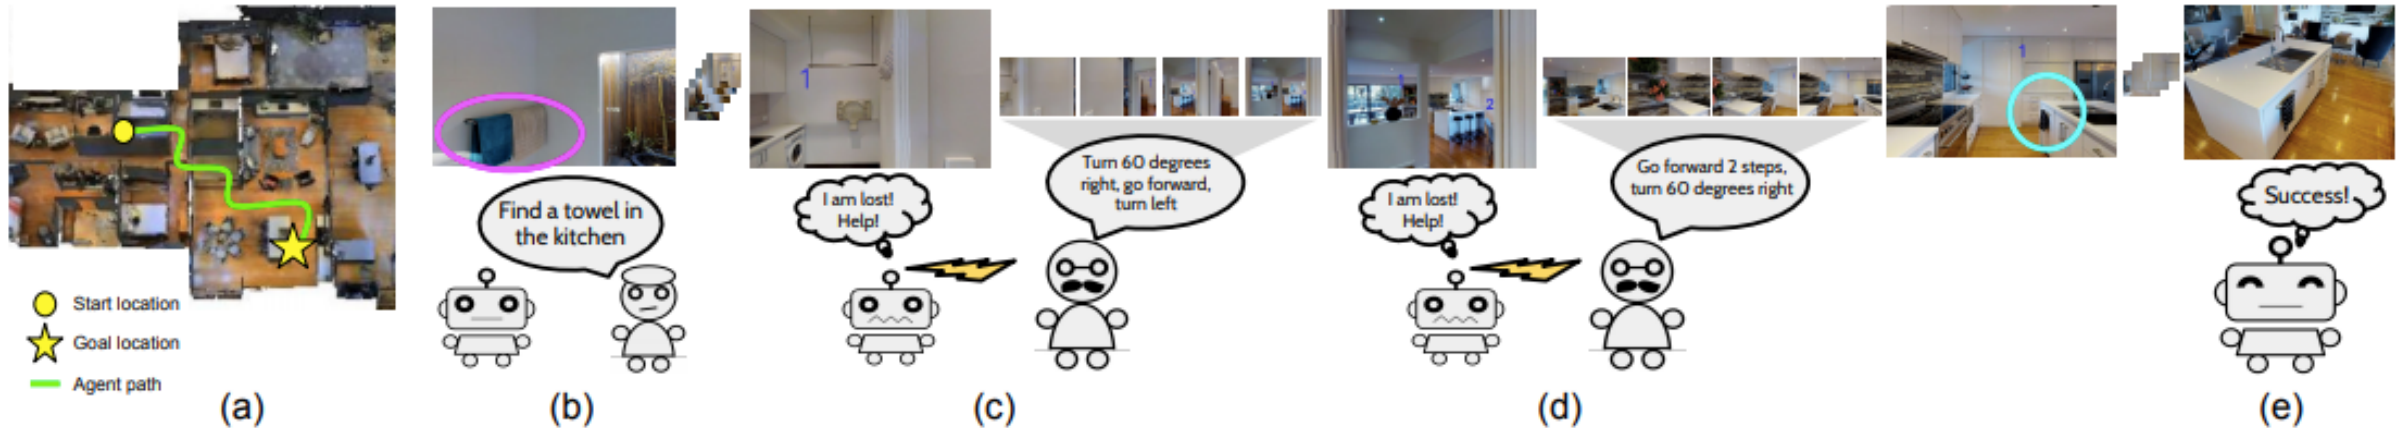 Start location
Goal location
Agent path
(a)
Find a towel in
the kitchen
(b)
1
I am lost!
Help!
Turn 60 degrees
right, go forward,
turn left
(c)
1
2
I am lost!
Help!
Go forward 2 steps,
turn 60 degrees right
(d)
1
Success!
(e)